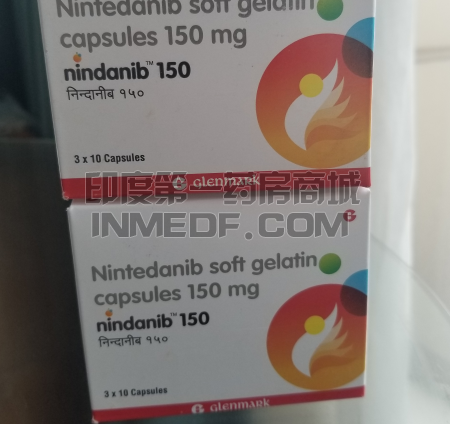 Nintedanib soft gelatin
capsules 150 mg
nindanib™ 150
निन्दानीब १५०
3 x 10 Capsules
G glenmark
印度第一药房商城
INMEDF.COM
G
Nintedanib soft gelatin
capsules 150 mg
nindanib™ 150
निन्दानीब १५०
3 x 10 Capsules
G glenmark